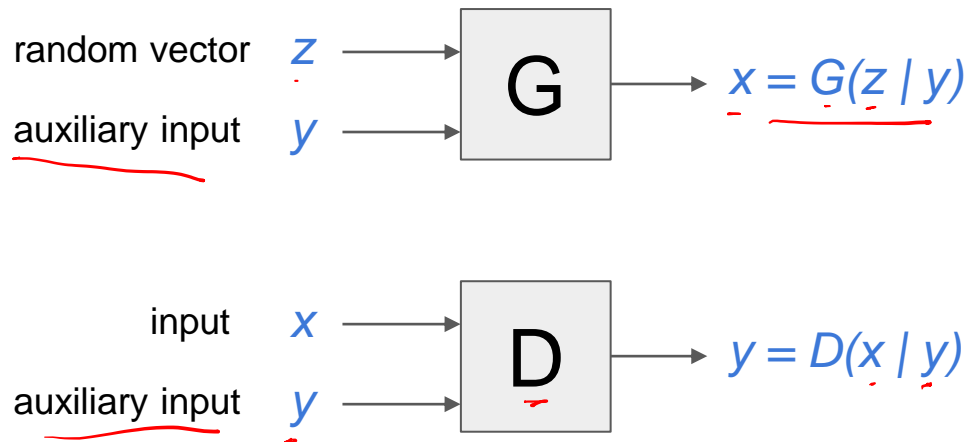 random vector z G x = G(z | y)
auxiliary input y
input x D y = D(x | y)
auxiliary input y